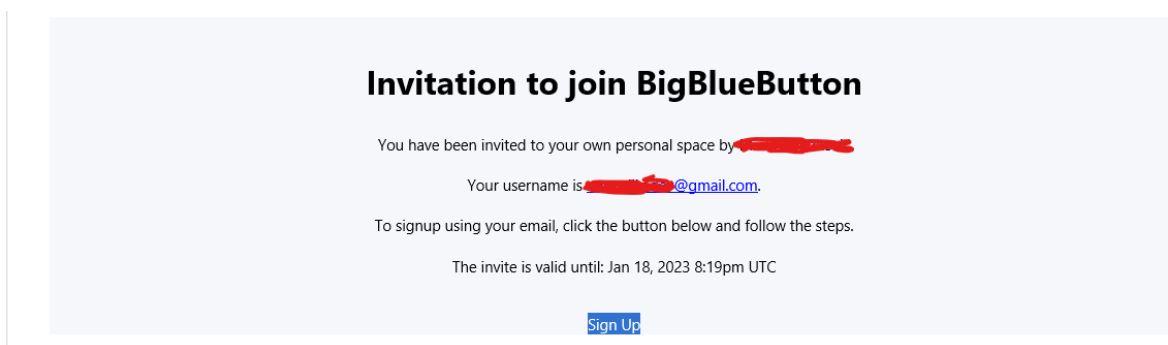 Invitation to join BigBlueButton
You have been invited to your own personal space by
Your username is @gmail.com.
To signup using your email, click the button below and follow the steps.
The invite is valid until: Jan 18, 2023 8:19pm UTC
Sign Up